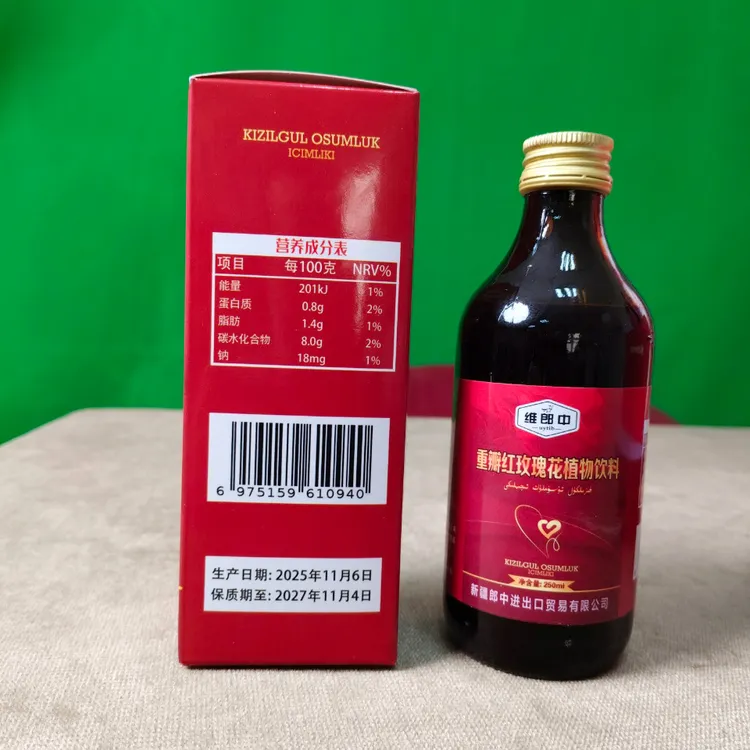 KIZILGUL OSUMLUK
ICIMLIKI
营养成分表
项目 每100克 NRV%
能量 201kJ 1%
蛋白质 0.8g 2%
脂肪 1.4g 1%
碳水化合物 8.0g 2%
钠 18mg 1%
6 975159 610940
生产日期: 2025年11月6日
保质期至: 2027年11月4日
维郎中
重瓣红玫瑰花植物饮料
KIZILGUL OSUMLUK
ICIMLIKI
净含量: 250ml
新疆郎中进出口贸易有限公司